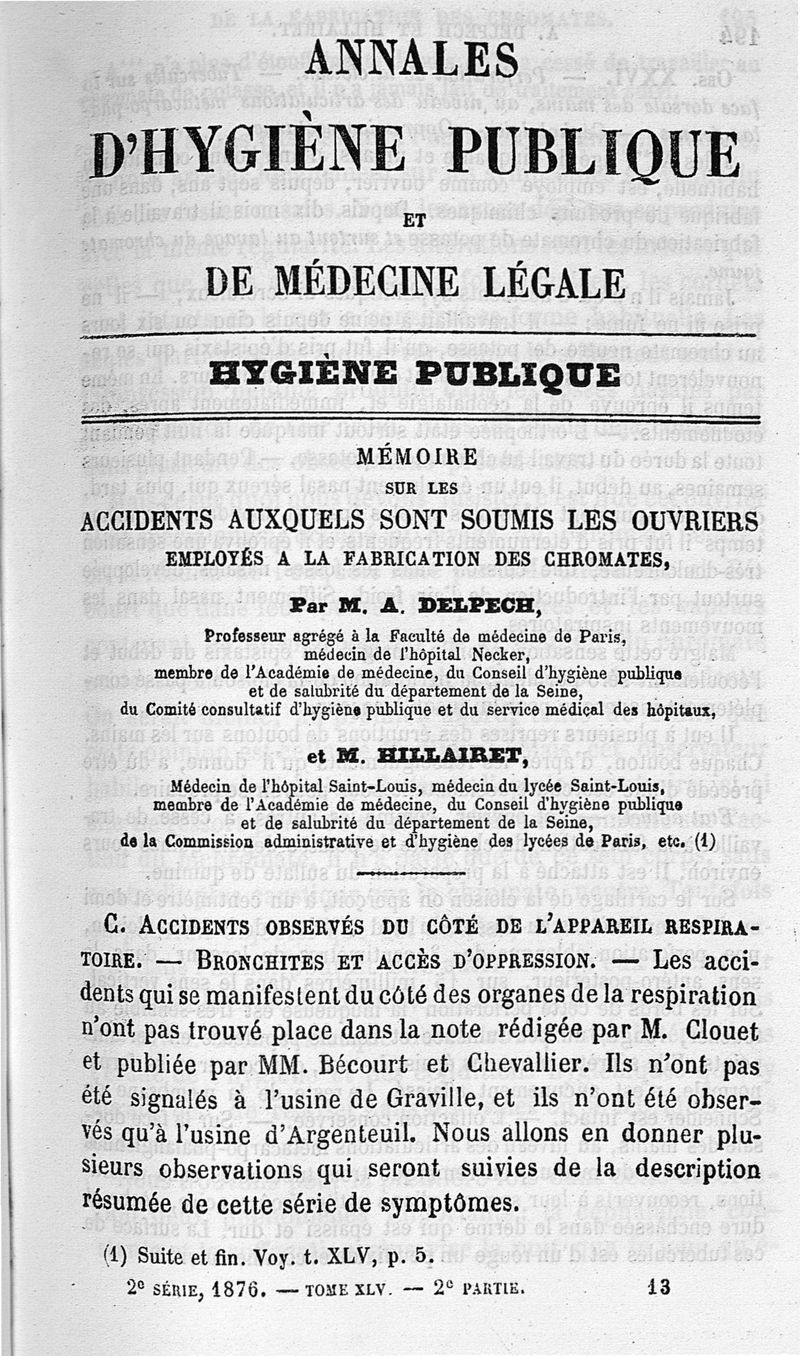 ANNALES
D'HYGIÈNE PUBLIQUE
ET
DE MÉDECINE LÉGALE
HYGIÈNE PUBLIQUE
MÉMOIRE
SUR LES
ACCIDENTS AUXQUELS SONT SOUMIS LES OUVRIERS
EMPLOYÉS A LA FABRICATION DES CHROMATES,
Par M. A. DELPECH,
Professeur agrégé à la Faculté de médecine de Paris,
médecin de l'hôpital Necker,
membre de l'Académie de médecine, du Conseil d'hygiène publique
et de salubrité du département de la Seine,
du Comité consultatif d'hygiène publique et du service médical des hôpitaux,
et M. HILLAIRET,
Médecin de l'hôpital Saint-Louis, médecin du lycée Saint-Louis,
membre de l'Académie de médecine, du Conseil d'hygiène publique
et de salubrité du département de la Seine,
de la Commission administrative et d'hygiène des lycées de Paris, etc. (1)
C. ACCIDENTS OBSERVÉS DU CÔTÉ DE L'APPAREIL RESPIRA-
TOIRE. — BRONCHITES ET ACCÈS D'OPPRESSION. — Les acci-
dents qui se manifestent du côté des organes de la respiration
n'ont pas trouvé place dans la note rédigée par M. Clouet
et publiée par MM. Bécourt et Chevallier. Ils n'ont pas
été signalés à l'usine de Graville, et ils n'ont été obser-
vés qu'à l'usine d'Argenteuil. Nous allons en donner plu-
sieurs observations qui seront suivies de la description
résumée de cette série de symptômes.
(1) Suite et fin. Voy. t. XLV, p. 5.
2e SÉRIE, 1876. — TOME XLV. — 2e PARTIE. 13